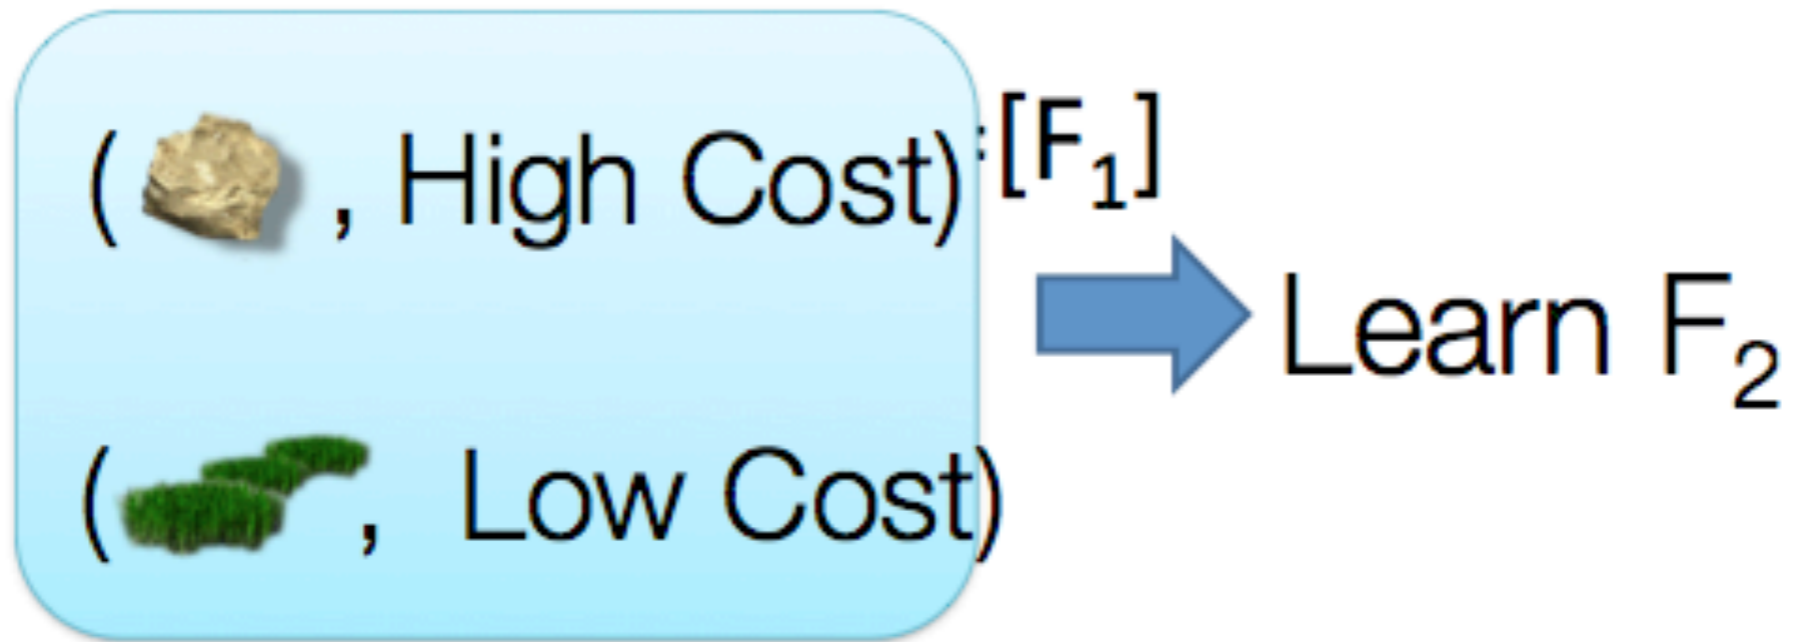 ( , High Cost)
[F₁]
Learn F₂
( , Low Cost)